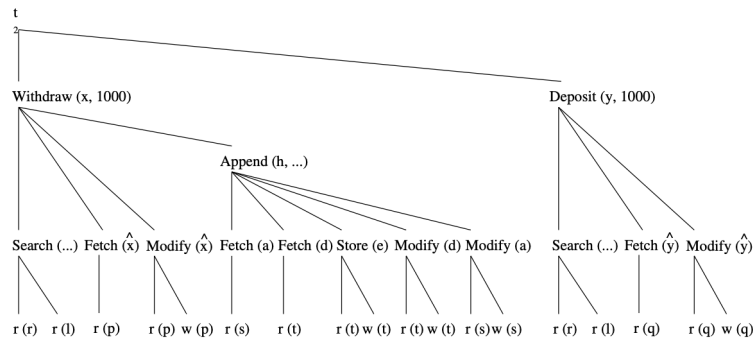 t
2
Withdraw (x, 1000) Deposit (y, 1000)
Append (h, ...)
Search (...) Fetch (x̂) Modify (x̂) Fetch (a) Fetch (d) Store (e) Modify (d) Modify (a) Search (...) Fetch (ŷ) Modify (ŷ)
r (r) r (l) r (p) r (p) w (p) r (s) r (t) r (t) w (t) r (t) w (t) r (s) w (s) r (r) r (l) r (q) r (q) w (q)